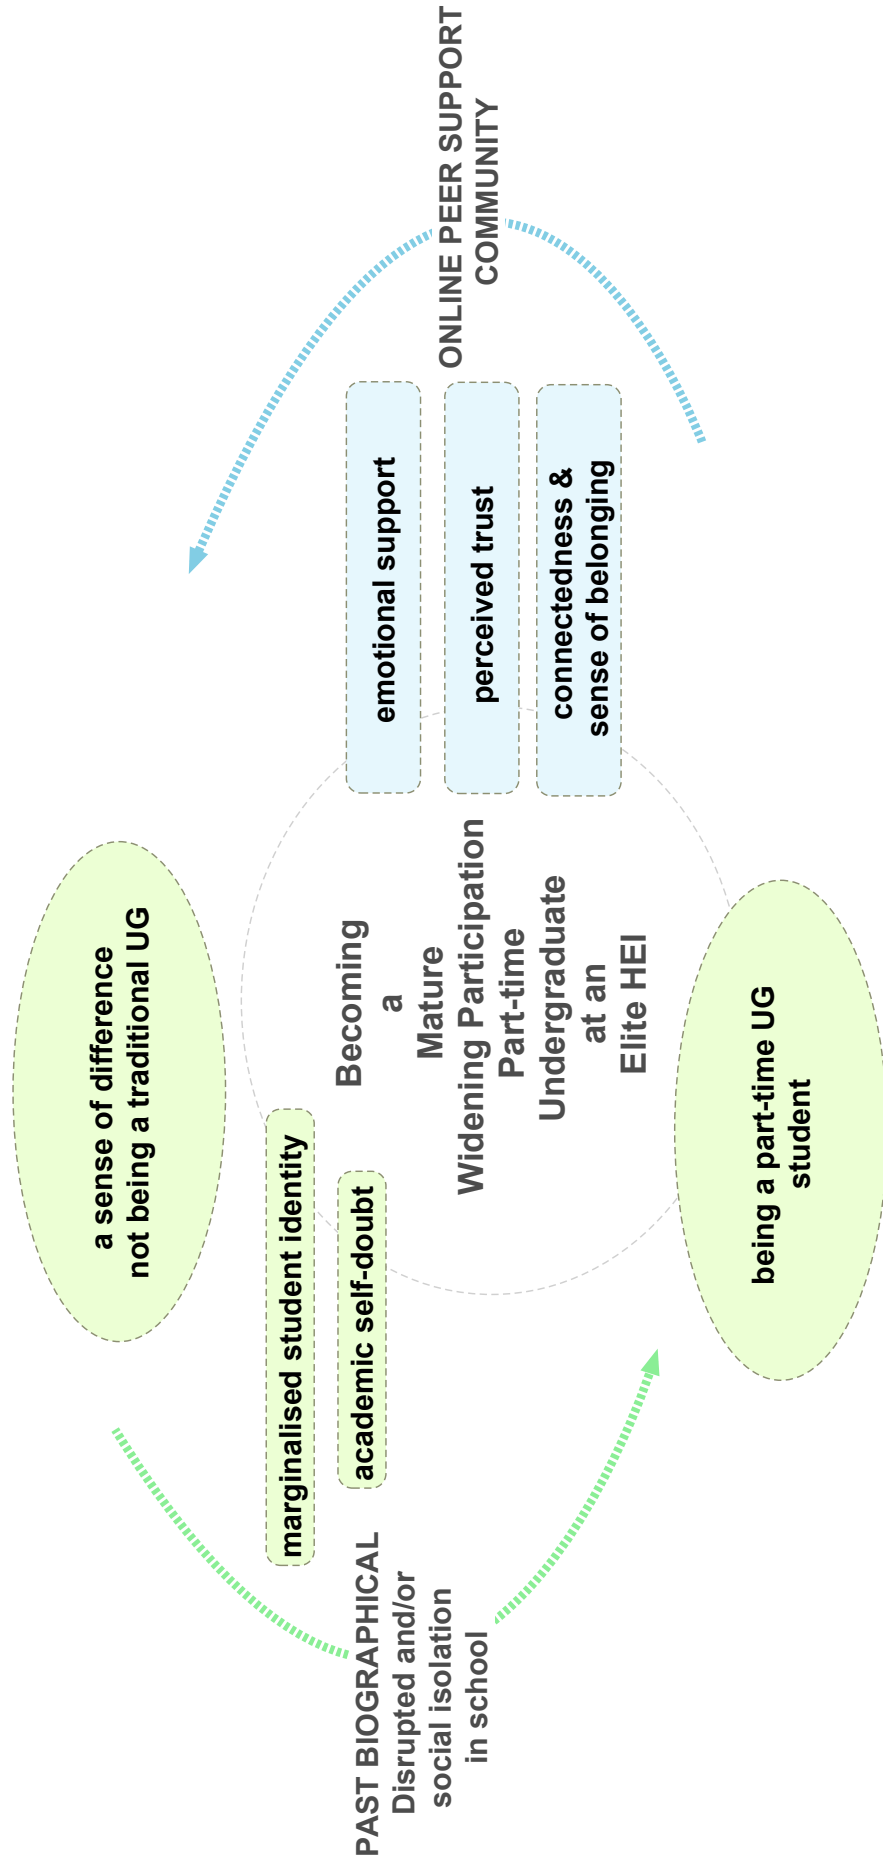 a sense of difference
not being a traditional UG
marginalised student identity
academic self-doubt
PAST BIOGRAPHICAL
Disrupted and/or
social isolation
in school
Becoming
a
Mature
Widening Participation
Part-time
Undergraduate
at an
Elite HEI
emotional support
perceived trust
connectedness &
sense of belonging
ONLINE PEER SUPPORT
COMMUNITY
being a part-time UG
student